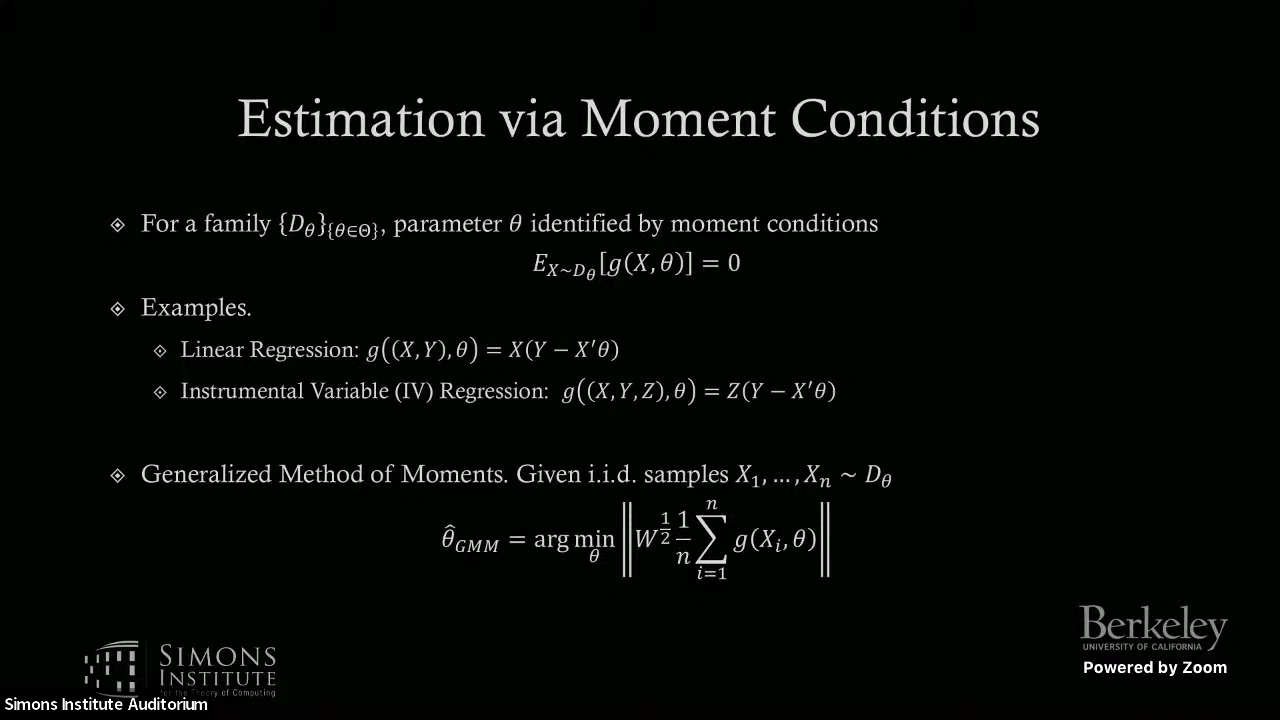 Estimation via Moment Conditions
◈ For a family {D_θ}_{θ∈Θ}, parameter θ identified by moment conditions
E_{X~D_θ}[g(X, θ)] = 0
◈ Examples.
◈ Linear Regression: g((X, Y), θ) = X(Y − X′θ)
◈ Instrumental Variable (IV) Regression: g((X, Y, Z), θ) = Z(Y − X′θ)
◈ Generalized Method of Moments. Given i.i.d. samples X_1, …, X_n ~ D_θ
θ̂_{GMM} = arg min_θ ‖W^{1/2} 1/n ∑_{i=1}^{n} g(X_i, θ)‖
Berkeley
UNIVERSITY OF CALIFORNIA
Powered by Zoom
SIMONS
INSTITUTE
for the Theory of Computing
Simons Institute Auditorium